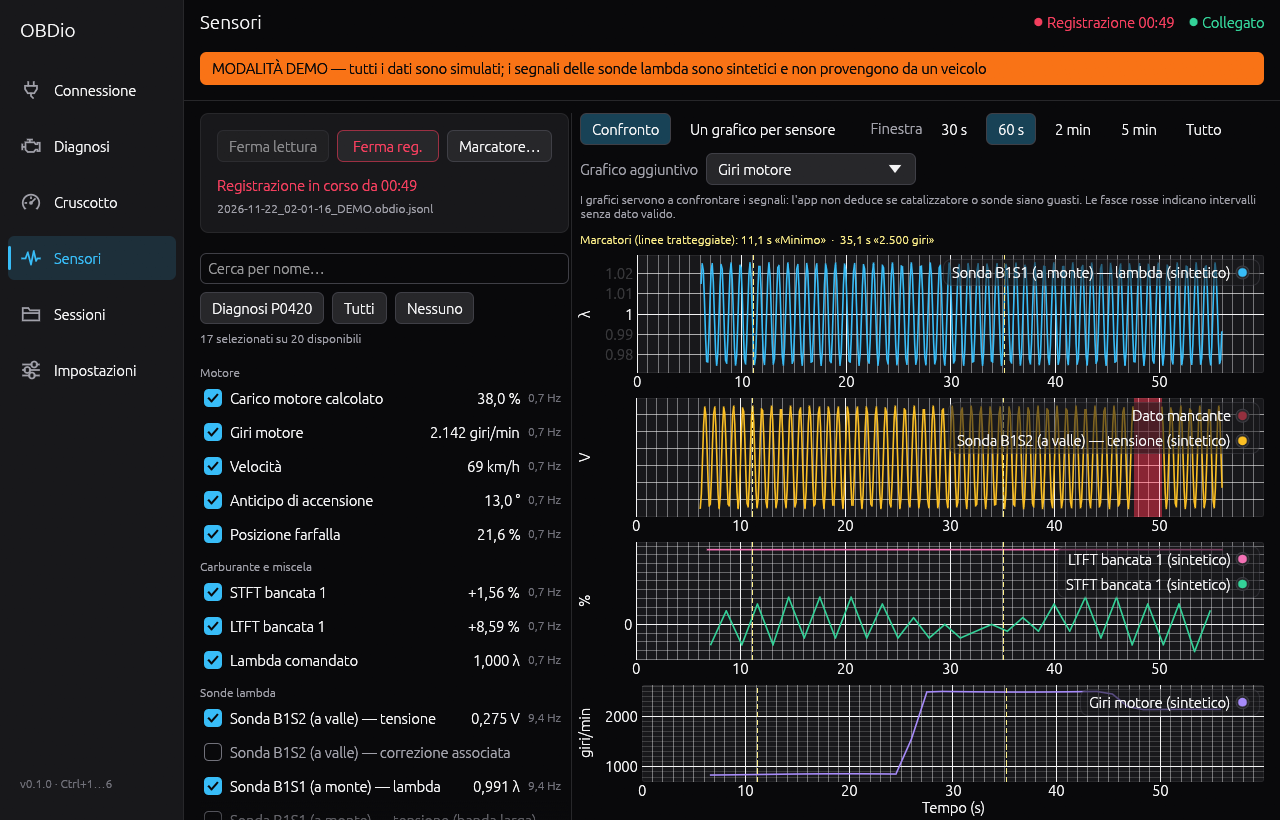 OBDio
Connessione
Diagnosi
Cruscotto
Sensori
Sessioni
Impostazioni
v0.1.0 · Ctrl+1…6
Sensori
Registrazione 00:49
Collegato
MODALITÀ DEMO — tutti i dati sono simulati; i segnali delle sonde lambda sono sintetici e non provengono da un veicolo
Ferma lettura
Ferma reg.
Marcatore…
Registrazione in corso da 00:49
2026-11-22_02-01-16_DEMO.obdio.jsonl
Cerca per nome…
Diagnosi P0420
Tutti
Nessuno
17 selezionati su 20 disponibili
Motore
Carico motore calcolato 38,0 % 0,7 Hz
Giri motore 2.142 giri/min 0,7 Hz
Velocità 69 km/h 0,7 Hz
Anticipo di accensione 13,0 ° 0,7 Hz
Posizione farfalla 21,6 % 0,7 Hz
Carburante e miscela
STFT bancata 1 +1,56 % 0,7 Hz
LTFT bancata 1 +8,59 % 0,7 Hz
Lambda comandato 1,000 λ 0,7 Hz
Sonde lambda
Sonda B1S2 (a valle) — tensione 0,275 V 9,4 Hz
Sonda B1S2 (a valle) — correzione associata
Sonda B1S1 (a monte) — lambda 0,991 λ 9,4 Hz
Sonda B1S1 (a monte) — tensione (banda larga)
Confronto
Un grafico per sensore
Finestra
30 s
60 s
2 min
5 min
Tutto
Grafico aggiuntivo
Giri motore
I grafici servono a confrontare i segnali: l'app non deduce se catalizzatore o sonde siano guasti. Le fasce rosse indicano intervalli
senza dato valido.
Marcatori (linee tratteggiate): 11,1 s «Minimo» · 35,1 s «2.500 giri»
λ
1.02
1.01
1
0.99
0.98
Sonda B1S1 (a monte) — lambda (sintetico)
0 10 20 30 40 50
V
Dato mancante
Sonda B1S2 (a valle) — tensione (sintetico)
0 10 20 30 40 50
%
0
LTFT bancata 1 (sintetico)
STFT bancata 1 (sintetico)
0 10 20 30 40 50
giri/min
2000
1000
Giri motore (sintetico)
0 10 20 30 40 50
Tempo (s)